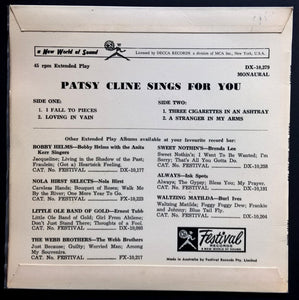 a New World of Sound
Licensed by DECCA RECORDS a division of MCA Inc., New York, U.S.A.
45 rpm Extended Play
DX-10,279
MONAURAL
PATSY CLINE SINGS FOR YOU
SIDE ONE:
1. I FALL TO PIECES
2. LOVING IN VAIN
SIDE TWO:
1. THREE CIGARETTES IN AN ASHTRAY
2. A STRANGER IN MY ARMS
Other Extended Play Albums available at your favourite record bar:
BOBBY HELMS—Bobby Helms with the Anita
Kerr Singers
Jacqueline; Living in the Shadow of the Past;
Fraulein; (Got a) Heartsick Feeling.
CAT. No. FESTIVAL DX-10,177
NOLA HIRST SELECTS—Nola Hirst
Careless Hands; Bouquet of Roses; Walk Me
By the River; One More Year To Go.
CAT. No. FESTIVAL FX-10,223
LITTLE OLE BAND OF GOLD—Ernest Tubb
Little Ole Band of Gold; Girl From Abilene;
Don't Just Stand There; Thoughts of a Fool.
CAT. No. FESTIVAL DX-10,185
THE WEBB BROTHERS—The Webb Brothers
Just Because; Guilty; Worried Man; Among
My Souvenirs.
CAT. No. FESTIVAL FX-10,217
SWEET NOTHIN'S—Brenda Lee
Sweet Nothin's; I Want To Be Wanted; I'm
Sorry; That's All You Gotta Do.
CAT. No. FESTIVAL DX-10,258
ALWAYS—Ink Spots
Always; The Gypsy; Bless You; My Prayer.
CAT. No. FESTIVAL DX-10,191
WALTZING MATILDA—Burl Ives
Waltzing Matilda; Foggy Foggy Dew; Frankie
and Johnny; Blue Tail Fly.
CAT. No. FESTIVAL DX-10,204
Festival
RECORDS
A NEW WORLD OF SOUND
Made in Australia by Festival Records Pty. Limited